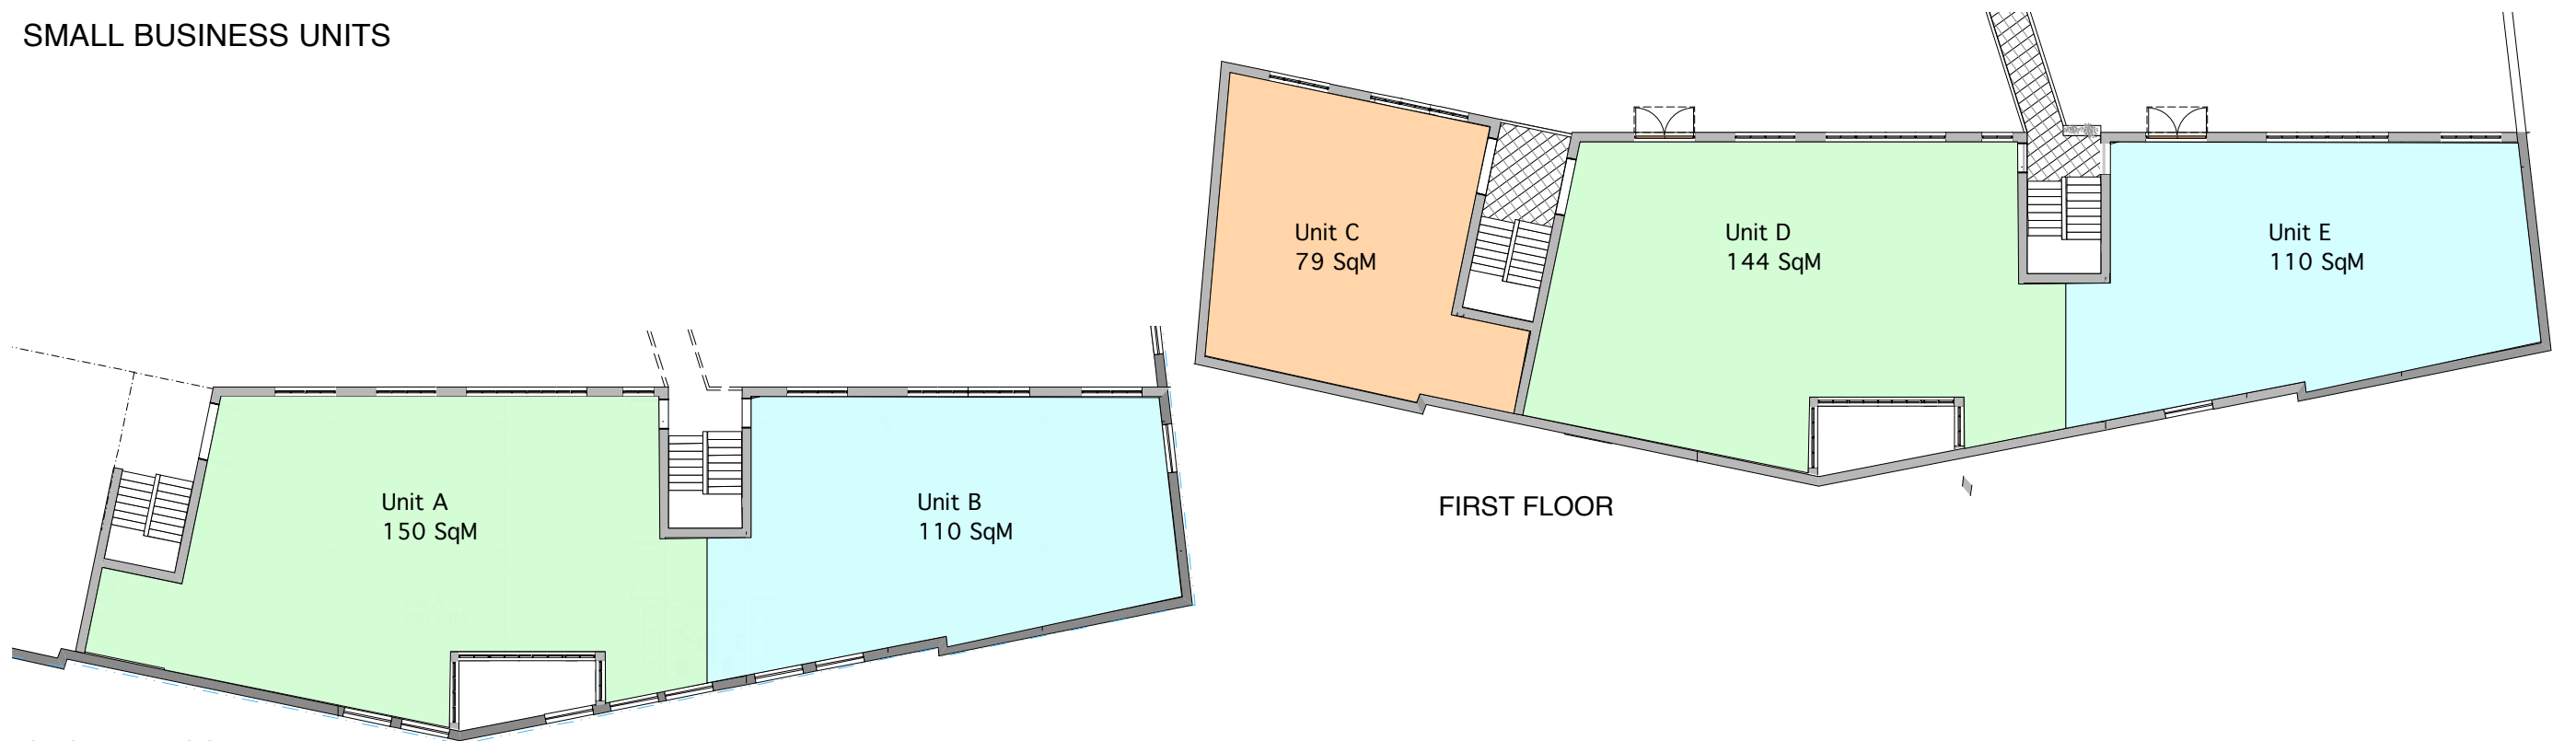 SMALL BUSINESS UNITS
Unit C
79 SqM
Unit D
144 SqM
Unit E
110 SqM
Unit A
150 SqM
Unit B
110 SqM
FIRST FLOOR